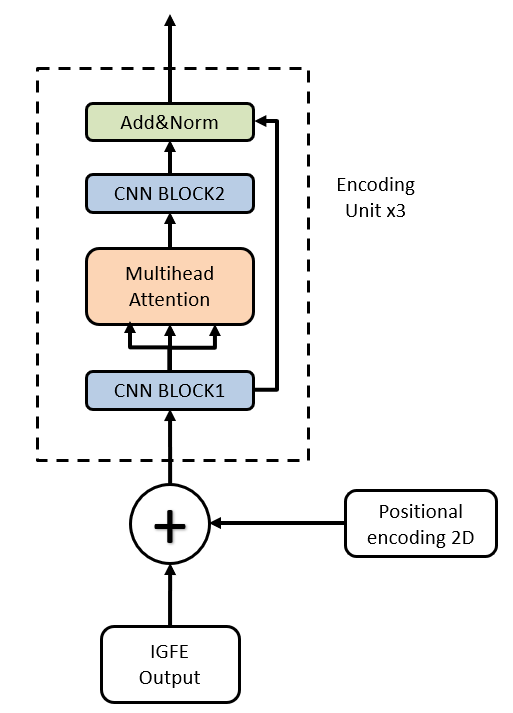 Add&Norm
CNN BLOCK2
Encoding
Unit x3
Multihead
Attention
CNN BLOCK1
+
Positional
encoding 2D
IGFE
Output